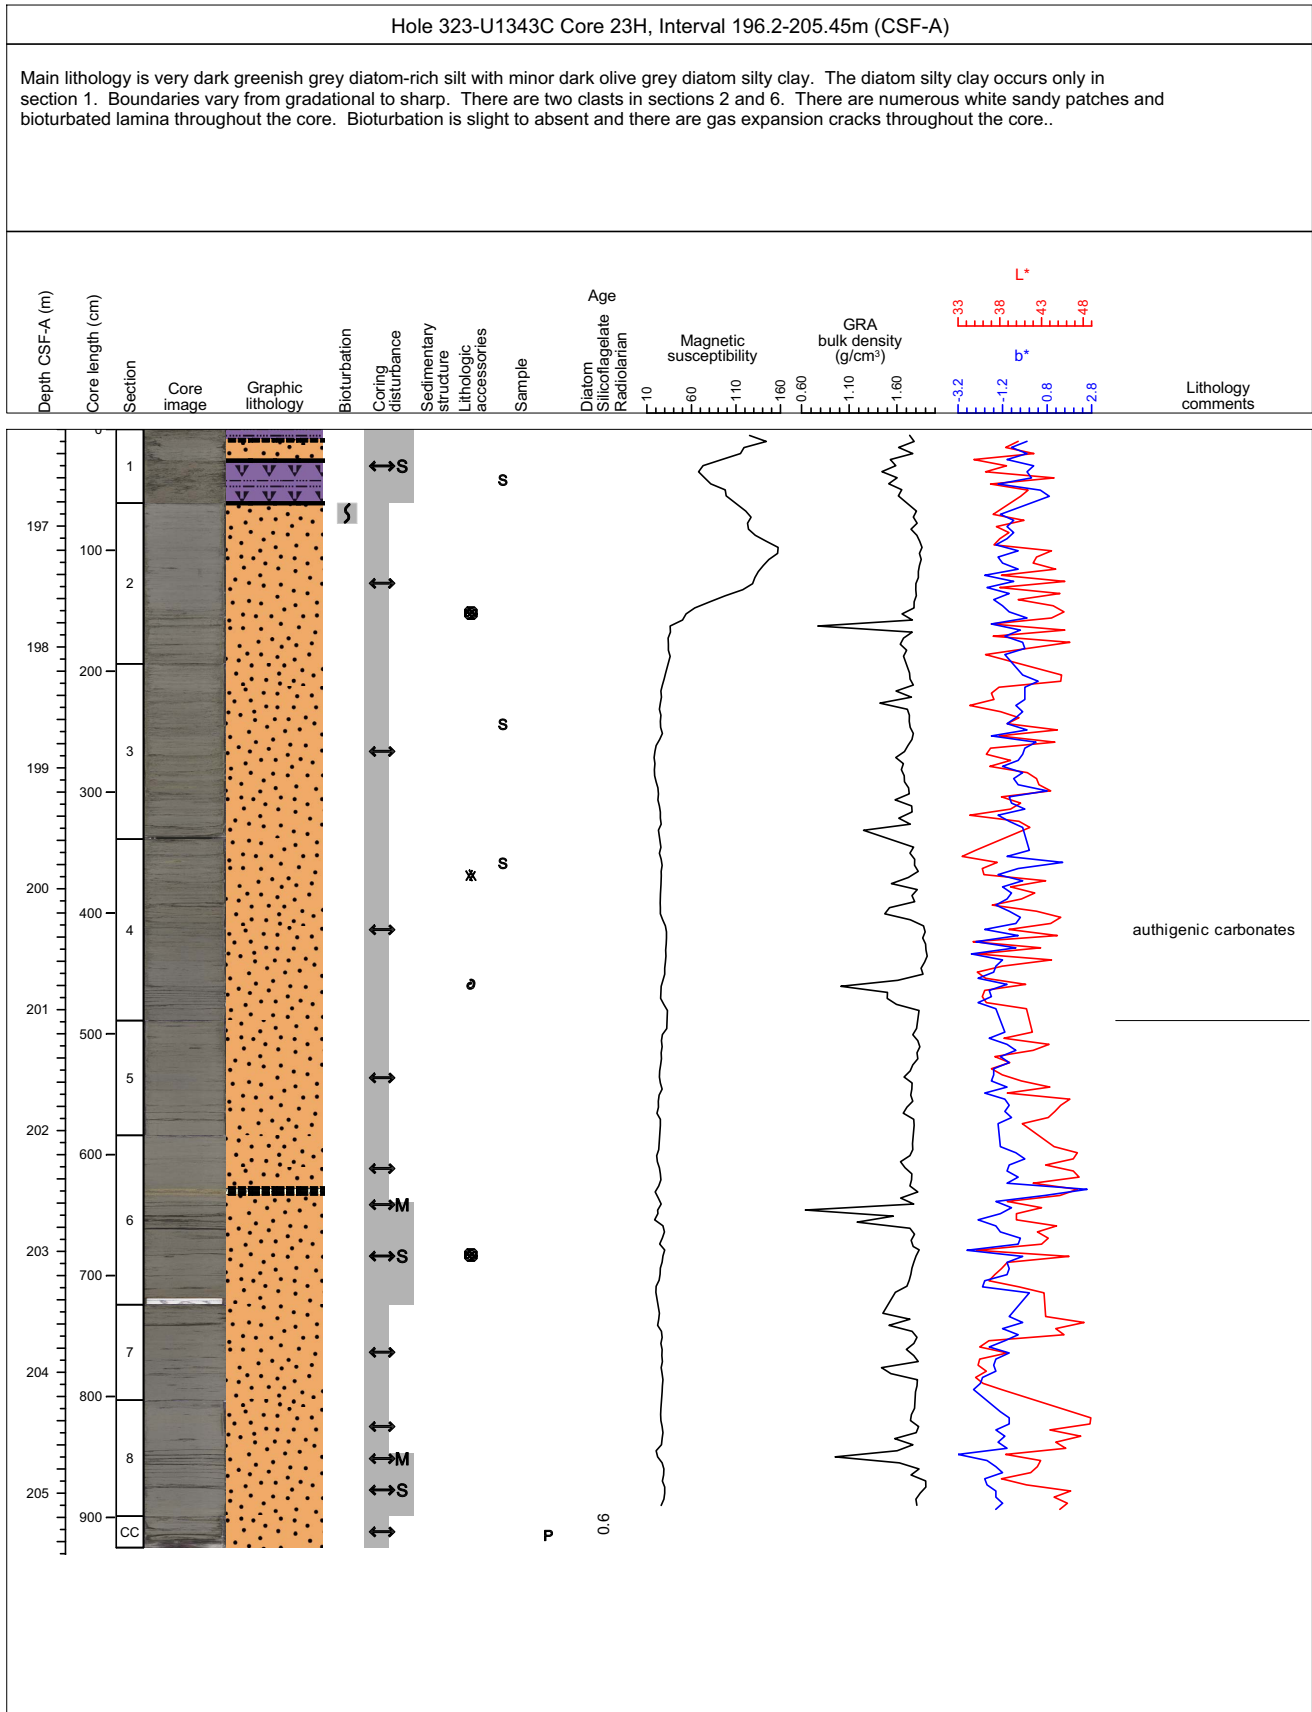 Hole 323-U1343C Core 23H, Interval 196.2-205.45m (CSF-A)
Main lithology is very dark greenish grey diatom-rich silt with minor dark olive grey diatom silty clay. The diatom silty clay occurs only in
section 1. Boundaries vary from gradational to sharp. There are two clasts in sections 2 and 6. There are numerous white sandy patches and
bioturbated lamina throughout the core. Bioturbation is slight to absent and there are gas expansion cracks throughout the core..
Depth CSF-A (m)
Core length (cm)
Section
Core
image
Graphic
lithology
Bioturbation
Coring
disturbance
Sedimentary
structure
Lithologic
accessories
Sample
Age
Diatom
Silicoflagelate
Radiolarian
Magnetic
susceptibility
10 60 110 160
GRA
bulk density
(g/cm³)
0.60 1.10 1.60
L*
33 38 43 48
b*
-3.2 -1.2 0.8 2.8
Lithology
comments
0
1
S
S
197
100
2
198
200
S
3
199
300
S
200
400
4
authigenic carbonates
201
500
5
202
600
M
6
S
203
700
7
204
800
M
8
S
205
900
CC
P
0.6